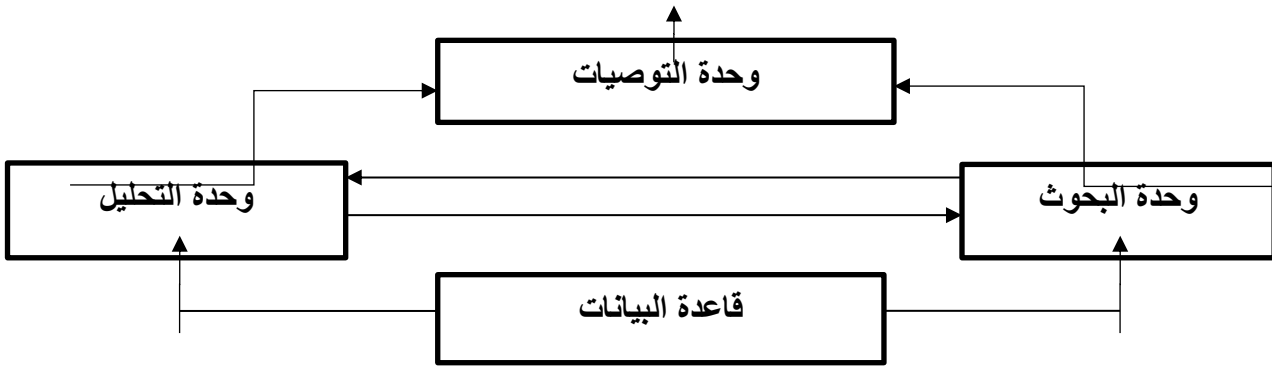 وحدة التوصيات
وحدة البحوث
وحدة التحليل
قاعدة البيانات